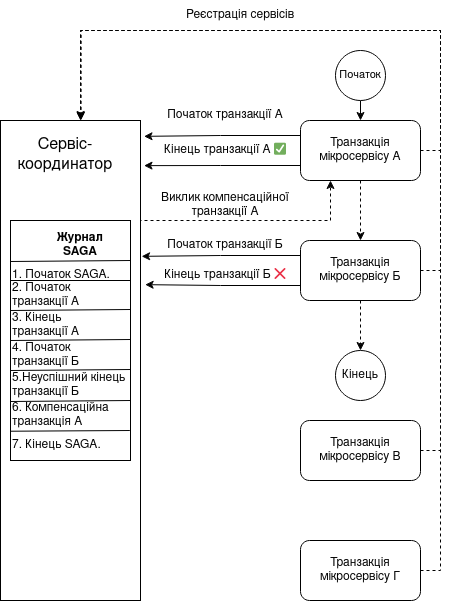 Реєстрація сервісів
Початок
Початок транзакції А
Сервіс-
координатор
Кінець транзакції А ✅
Транзакція
мікросервісу А
Виклик компенсаційної
транзакції А
Журнал
SAGA
Початок транзакції Б
Транзакція
мікросервісу Б
1. Початок SAGA.
Кінець транзакції Б ❌
2. Початок
транзакції А
3. Кінець
транзакції А
4. Початок
транзакції Б
5.Неуспішний кінець
транзакції Б
6. Компенсаційна
транзакція А
7. Кінець SAGA.
Кінець
Транзакція
мікросервісу В
Транзакція
мікросервісу Г